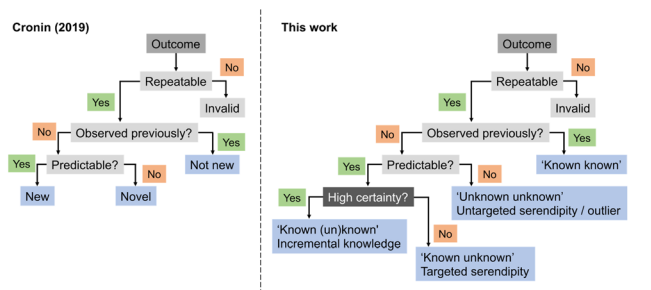 Cronin (2019)
Outcome
No
Repeatable
Yes
Invalid
No
Observed previously?
Yes
Yes
Predictable?
No
Not new
New
Novel
This work
Outcome
No
Repeatable
Yes
Invalid
No
Observed previously?
Yes
Yes
Predictable?
No
‘Known known’
Yes
High certainty?
‘Unknown unknown’
Untargeted serendipity / outlier
‘Known (un)known’
Incremental knowledge
No
‘Known unknown’
Targeted serendipity